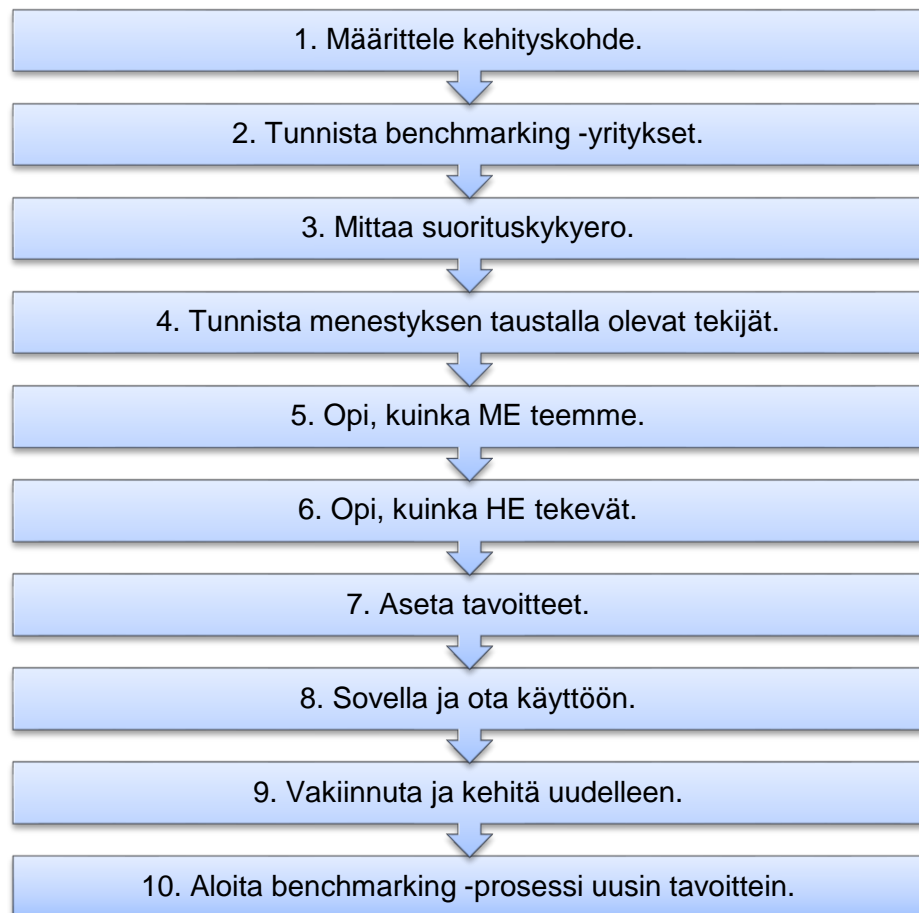 1. Määrittele kehityskohde.
2. Tunnista benchmarking -yritykset.
3. Mittaa suorituskykyero.
4. Tunnista menestyksen taustalla olevat tekijät.
5. Opi, kuinka ME teemme.
6. Opi, kuinka HE tekevät.
7. Aseta tavoitteet.
8. Sovella ja ota käyttöön.
9. Vakiinnuta ja kehitä uudelleen.
10. Aloita benchmarking -prosessi uusin tavoittein.